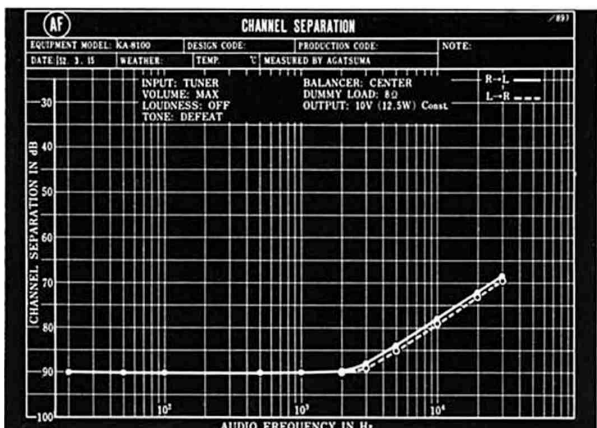 AF
CHANNEL SEPARATION
/897
EQUIPMENT MODEL: KA-8100 DESIGN CODE: PRODUCTION CODE: NOTE:
DATE: 52. 3. 15 WEATHER: TEMP. ℃ MEASURED BY AGATSUMA
INPUT: TUNER BALANCER: CENTER R→L
VOLUME: MAX DUMMY LOAD: 8Ω L→R
LOUDNESS: OFF OUTPUT: 10V (12.5W) Const.
TONE: DEFEAT
CHANNEL SEPARATION IN dB
-30
40
50
60
70
80
-90
-100
10² 10³ 10⁴
AUDIO FREQUENCY IN Hz